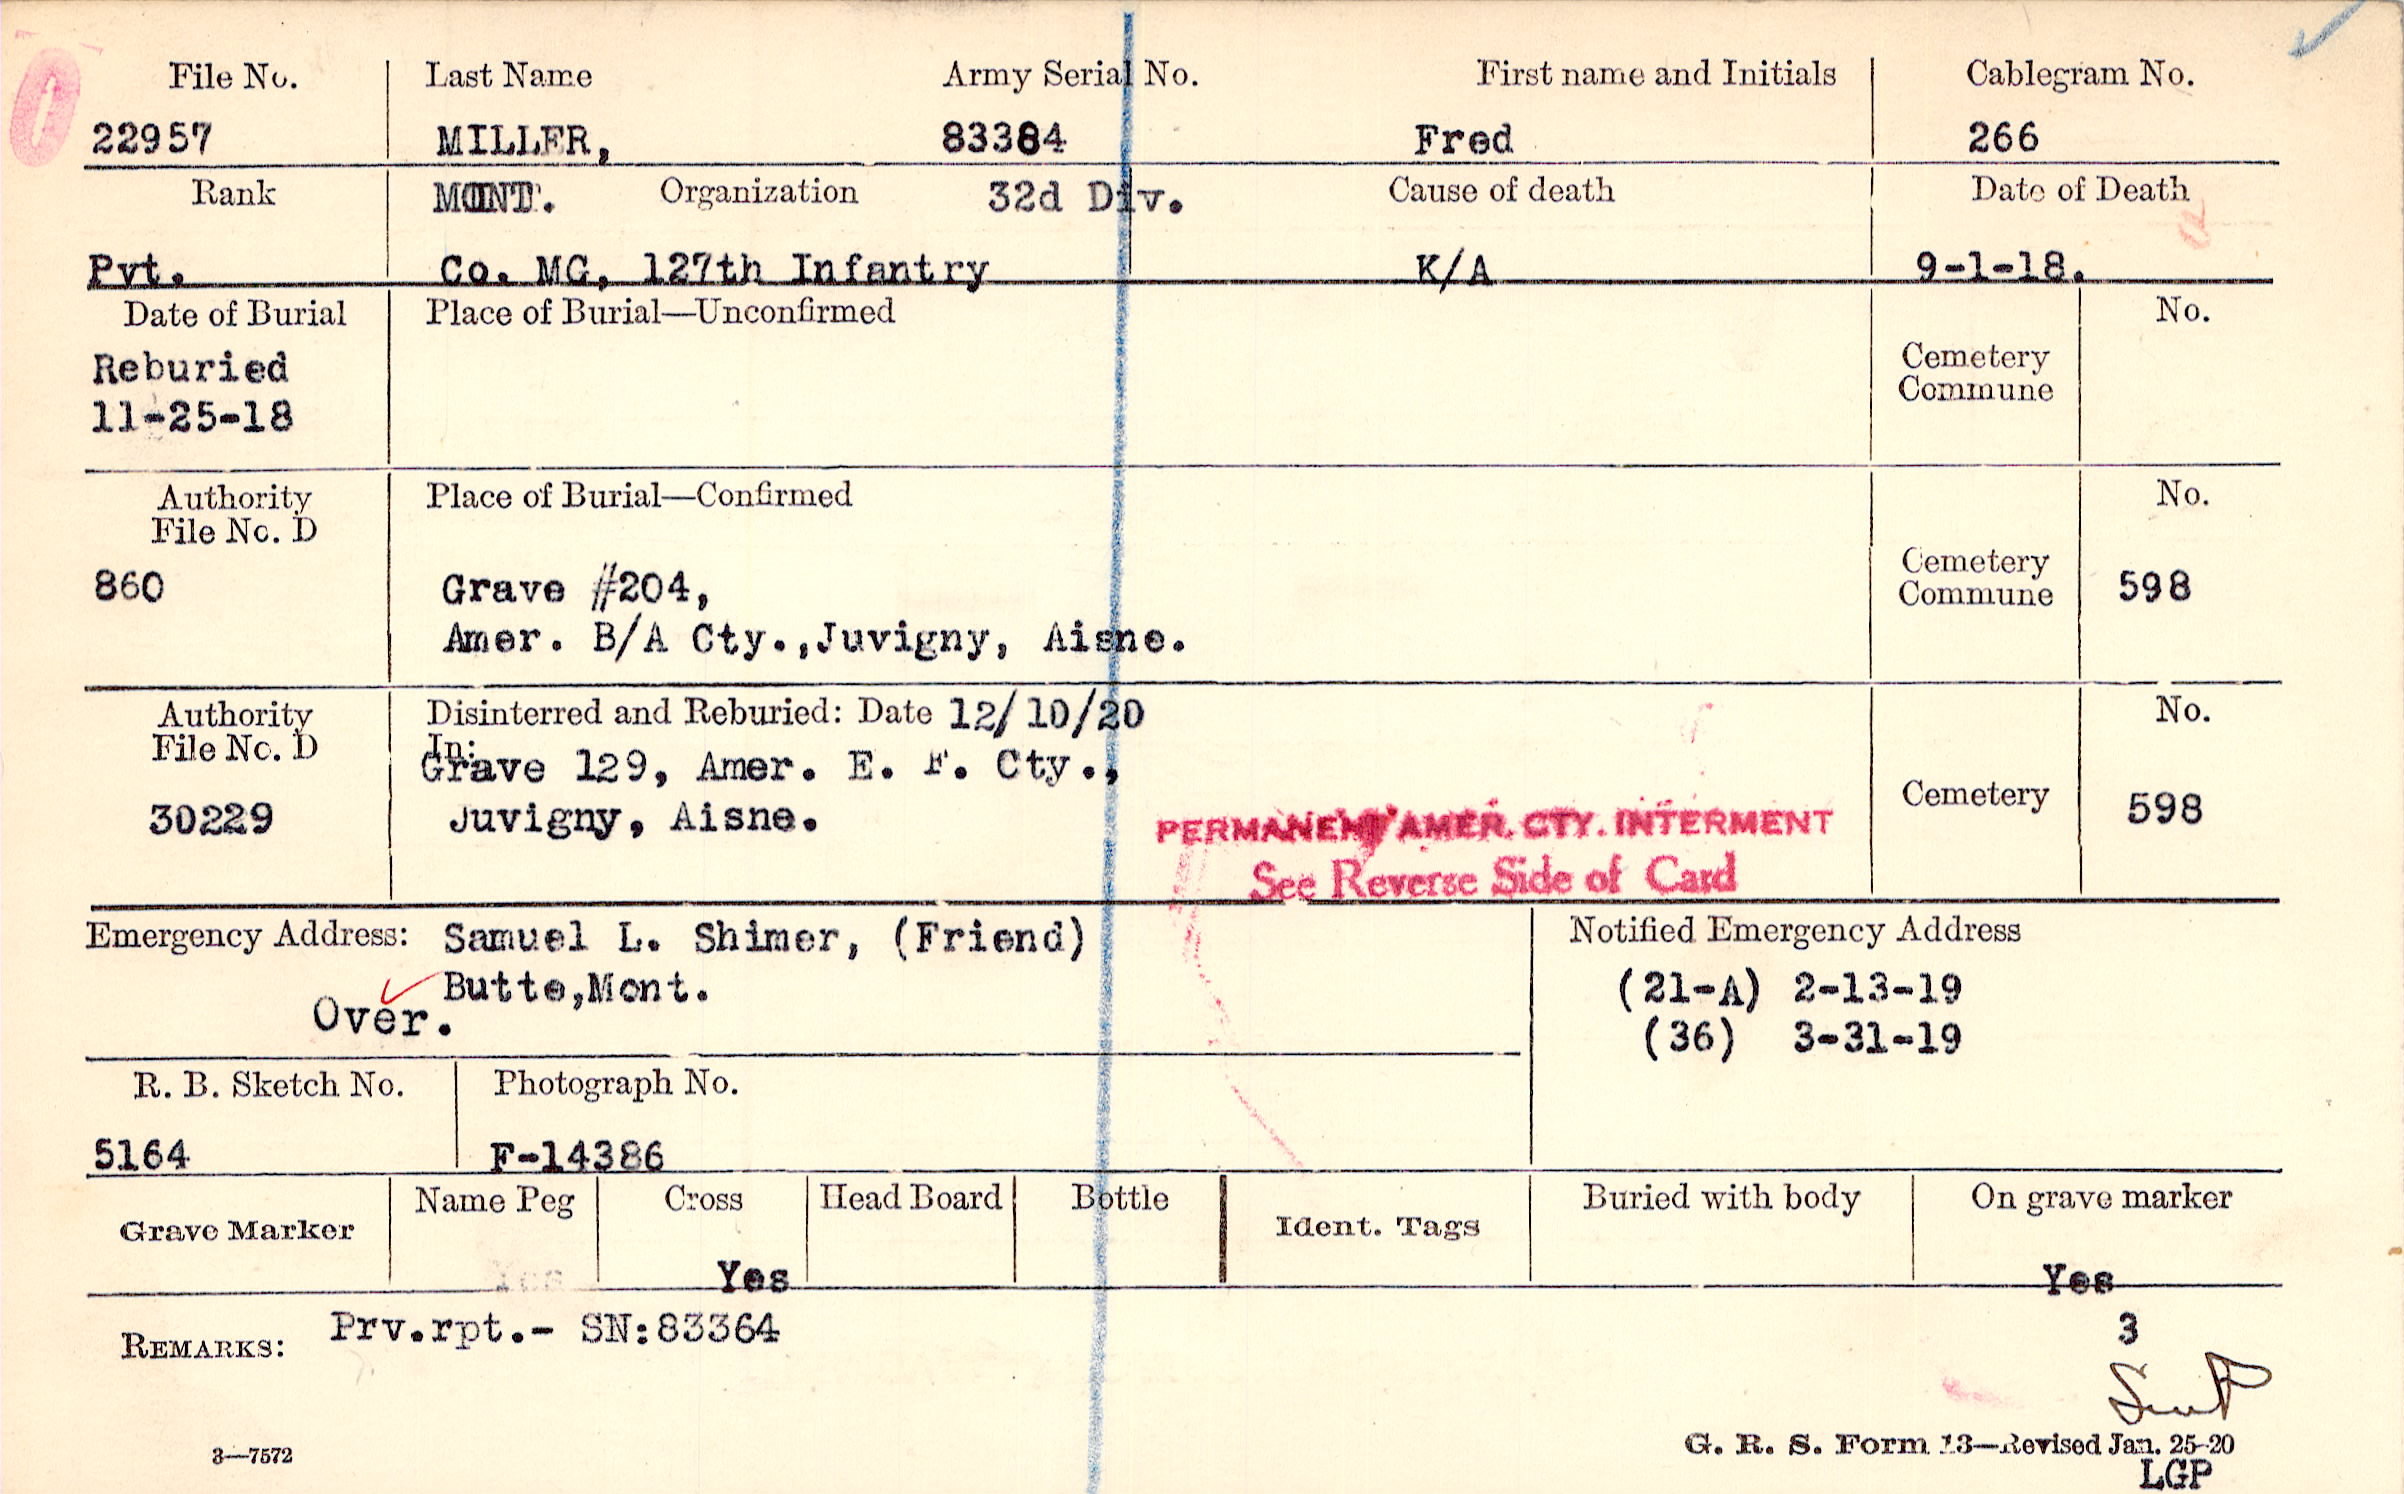 File No. Last Name Army Serial No. First name and Initials Cablegram No.
22957 MILLER, 83384 Fred 266
Rank MONT. Organization 32d Div. Cause of death Date of Death
Pvt. Co. MG, 127th Infantry K/A 9-1-18.
Date of Burial Place of Burial—Unconfirmed No.
Reburied
11-25-18
Cemetery
Commune
Authority Place of Burial—Confirmed No.
File No. D
860 Grave #204, Cemetery
Commune 598
Amer. B/A Cty.,Juvigny, Aisne.
Authority Disinterred and Reburied: Date 12/10/20 No.
File No. D In:
Grave 129, Amer. E. F. Cty.,
30229 Juvigny, Aisne. Cemetery 598
PERMANENT AMER. CTY. INTERMENT
See Reverse Side of Card
Emergency Address: Samuel L. Shimer, (Friend) Notified Emergency Address
Butte,Mont. (21-A) 2-13-19
Over. (36) 3-31-19
R. B. Sketch No. Photograph No.
5164 F-14386
Grave Marker Name Peg Cross Head Board Bottle Ident. Tags Buried with body On grave marker
Yes Yes Yes
REMARKS: Prv.rpt.- SN:83364 3
3—7572 G. R. S. Form 13—Revised Jan. 25-20
LGP